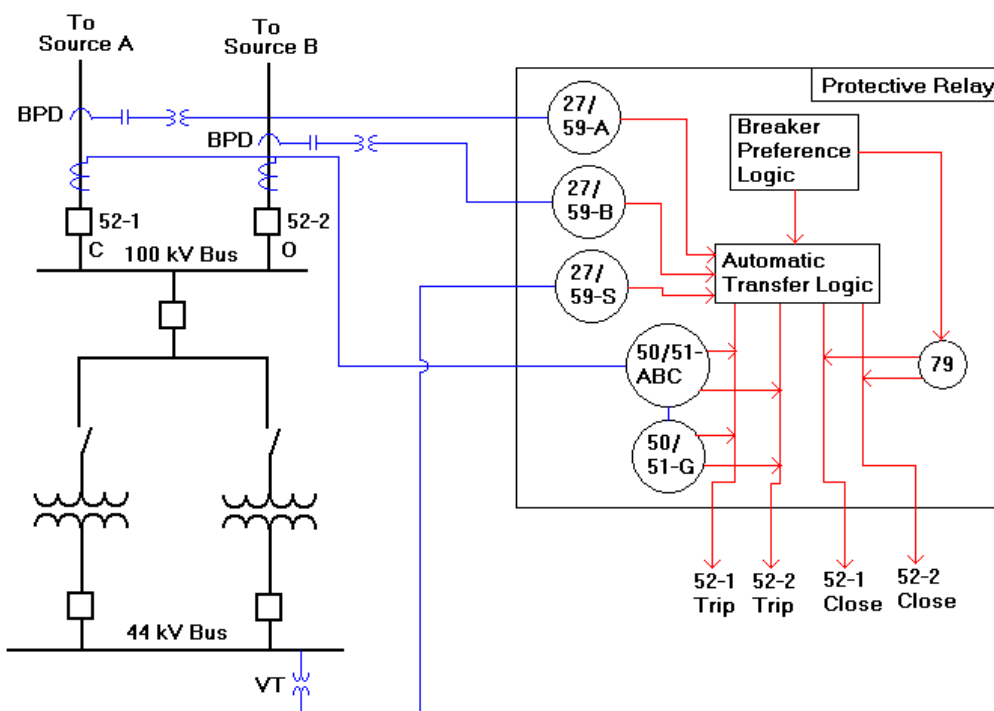 To
Source A
To
Source B
BPD
BPD
52-1
52-2
C
O
100 kV Bus
44 kV Bus
VT
Protective Relay
27/
59-A
27/
59-B
27/
59-S
Breaker
Preference
Logic
Automatic
Transfer Logic
50/51-
ABC
50/
51-G
79
52-1
Trip
52-2
Trip
52-1
Close
52-2
Close